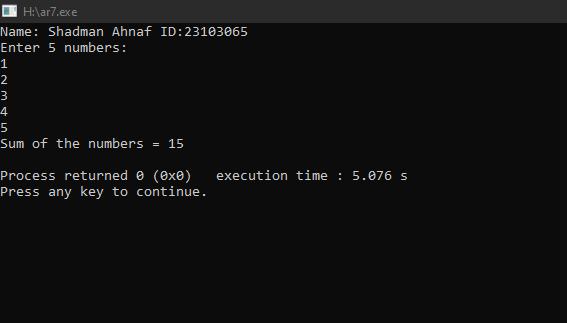 H:\ar7.exe
Name: Shadman Ahnaf ID:23103065
Enter 5 numbers:
1
2
3
4
5
Sum of the numbers = 15
Process returned 0 (0x0)   execution time : 5.076 s
Press any key to continue.